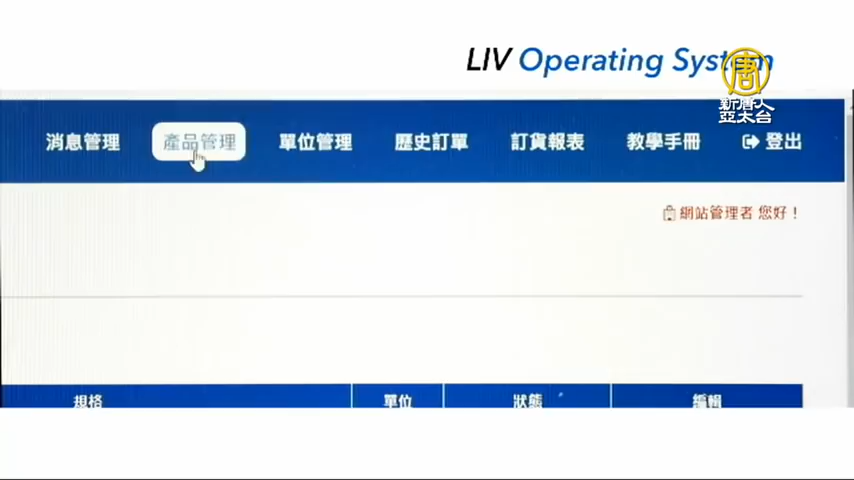 LIV Operating System
唐
新唐人
亞太台
消息管理 產品管理 單位管理 歷史訂單 訂貨報表 教學手冊 登出
網站管理者 您好！
規格 單位 狀態 編輯